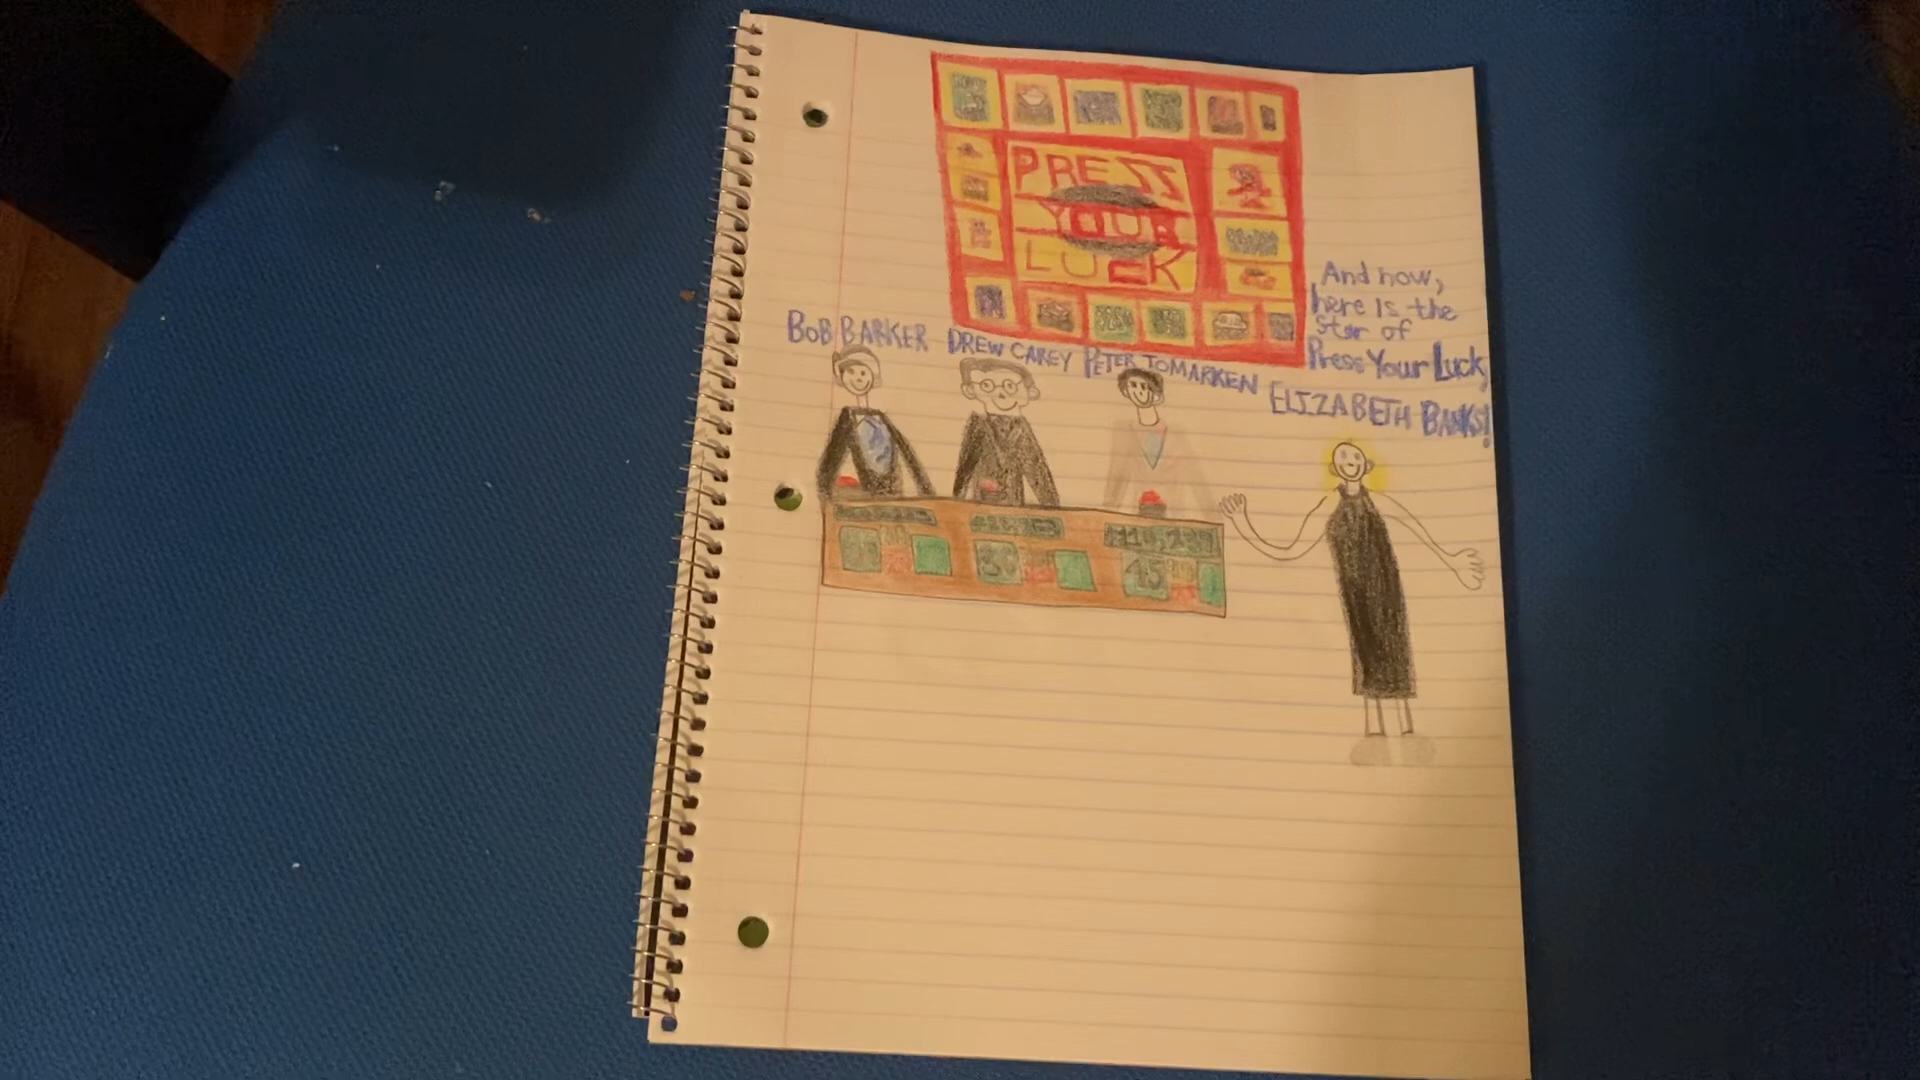 PRESS
YOUR
LUCK
And now,
here is the
star of
Press Your Luck,
ELIZABETH BANKS!
BOB BARKER
DREW CAREY
PETER TOMARKEN